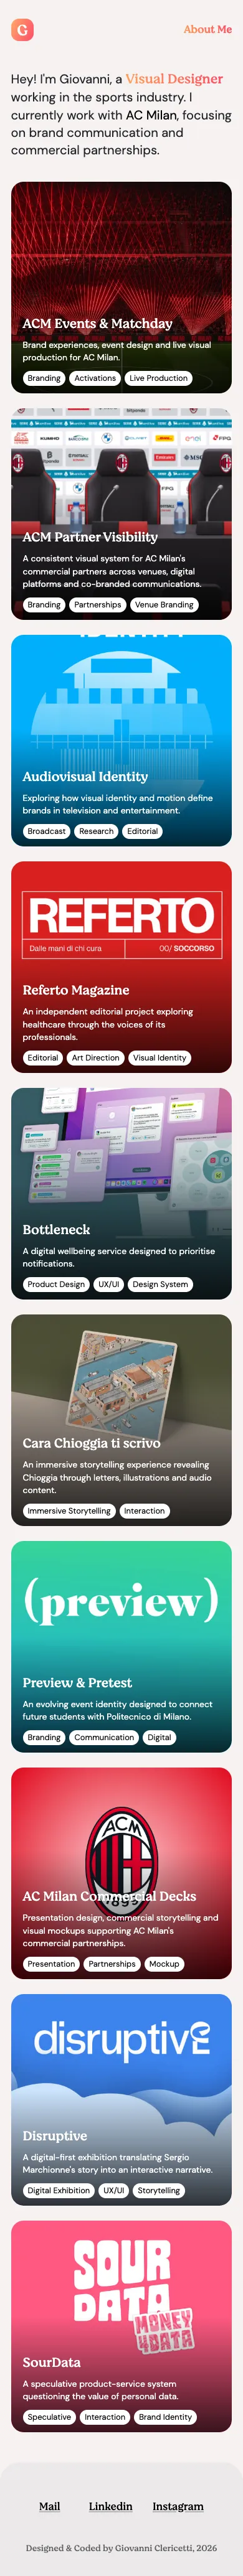 G
About Me
Hey! I'm Giovanni, a Visual Designer
working in the sports industry. I
currently work with AC Milan, focusing
on brand communication and
commercial partnerships.
ACM Events & Matchday
Brand experiences, event design and live visual
production for AC Milan.
Branding Activations Live Production
ACM Partner Visibility
A consistent visual system for AC Milan's
commercial partners across venues, digital
platforms and co-branded communications.
Branding Partnerships Venue Branding
Audiovisual Identity
Exploring how visual identity and motion define
brands in television and entertainment.
Broadcast Research Editorial
REFERTO
Dalle mani di chi cura 00/ SOCCORSO
Referto Magazine
An independent editorial project exploring
healthcare through the voices of its
professionals.
Editorial Art Direction Visual Identity
Bottleneck
A digital wellbeing service designed to prioritise
notifications.
Product Design UX/UI Design System
Cara Chioggia ti scrivo
An immersive storytelling experience revealing
Chioggia through letters, illustrations and audio
content.
Immersive Storytelling Interaction
(preview)
Preview & Pretest
An evolving event identity designed to connect
future students with Politecnico di Milano.
Branding Communication Digital
ACM
1899
AC Milan Commercial Decks
Presentation design, commercial storytelling and
visual mockups supporting AC Milan's
commercial partnerships.
Presentation Partnerships Mockup
disruptive
Disruptive
A digital-first exhibition translating Sergio
Marchionne's story into an interactive narrative.
Digital Exhibition UX/UI Storytelling
SOUR
DATA
MONEY
4DATA
SourData
A speculative product-service system
questioning the value of personal data.
Speculative Interaction Brand Identity
Mail Linkedin Instagram
Designed & Coded by Giovanni Clericetti, 2026